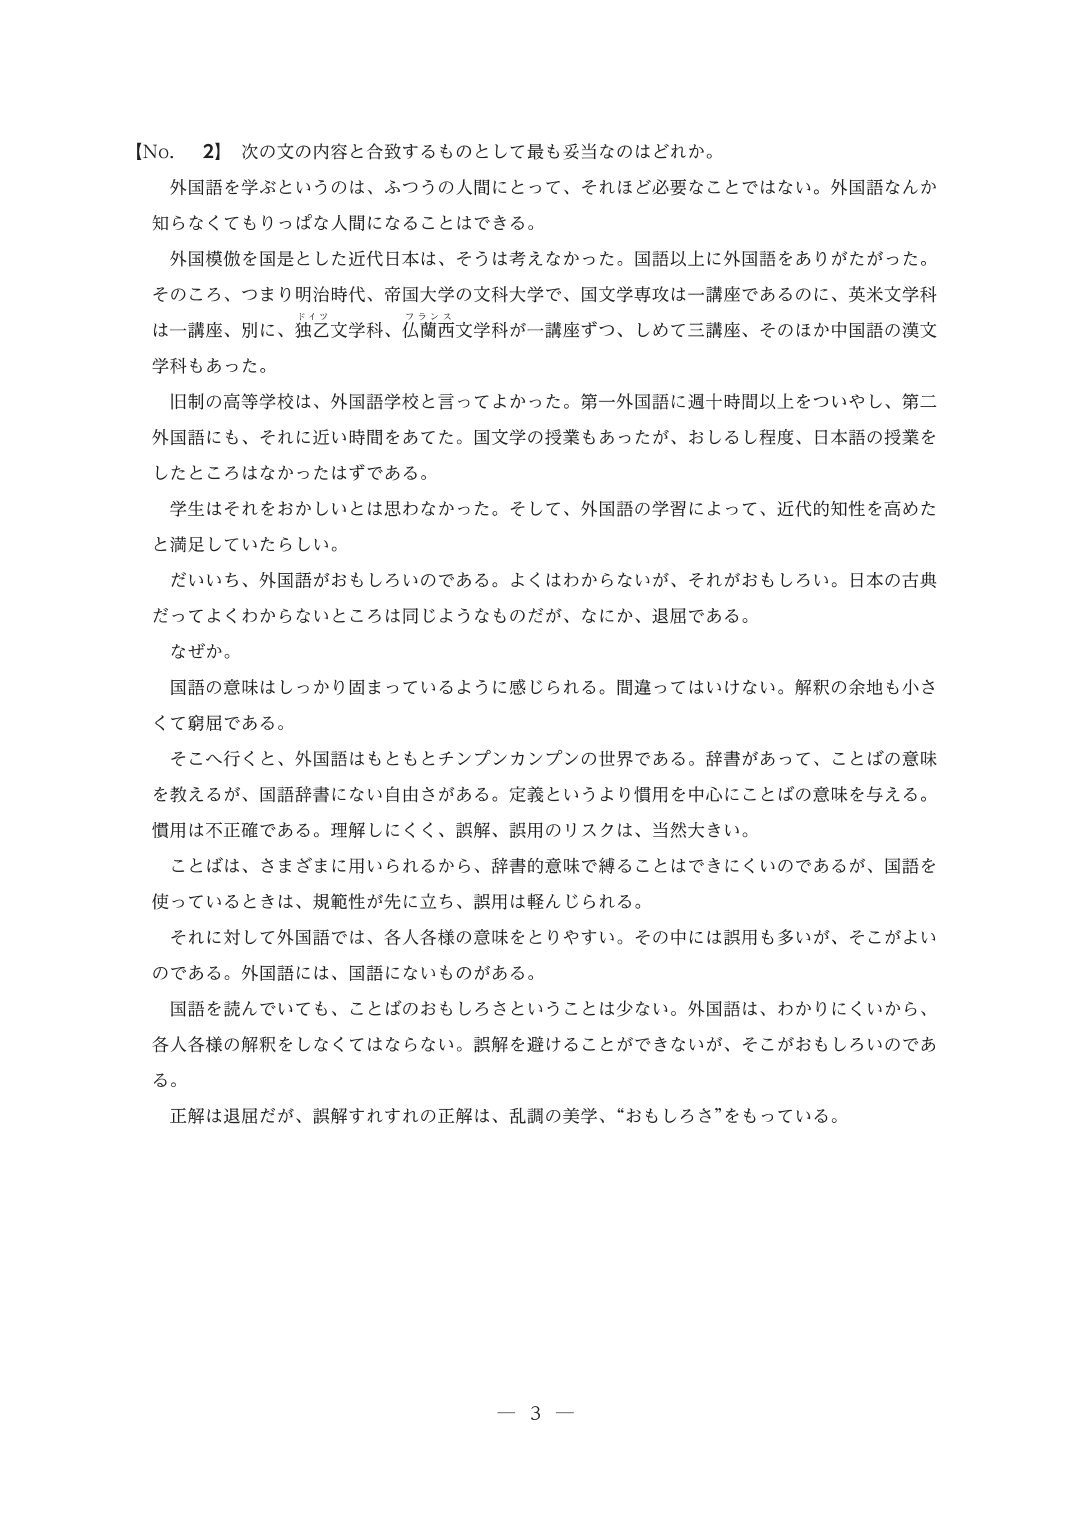 【No. 2】 次の文の内容と合致するものとして最も妥当なのはどれか。
外国語を学ぶというのは、ふつうの人間にとって、それほど必要なことではない。外国語なんか
知らなくてもりっぱな人間になることはできる。
外国模倣を国是とした近代日本は、そうは考えなかった。国語以上に外国語をありがたがった。
そのころ、つまり明治時代、帝国大学の文科大学で、国文学専攻は一講座であるのに、英米文学科
ドイツ フランス
は一講座、別に、独乙文学科、仏蘭西文学科が一講座ずつ、しめて三講座、そのほか中国語の漢文
学科もあった。
旧制の高等学校は、外国語学校と言ってよかった。第一外国語に週十時間以上をついやし、第二
外国語にも、それに近い時間をあてた。国文学の授業もあったが、おしるし程度、日本語の授業を
したところはなかったはずである。
学生はそれをおかしいとは思わなかった。そして、外国語の学習によって、近代的知性を高めた
と満足していたらしい。
だいいち、外国語がおもしろいのである。よくはわからないが、それがおもしろい。日本の古典
だってよくわからないところは同じようなものだが、なにか、退屈である。
なぜか。
国語の意味はしっかり固まっているように感じられる。間違ってはいけない。解釈の余地も小さ
くて窮屈である。
そこへ行くと、外国語はもともとチンプンカンプンの世界である。辞書があって、ことばの意味
を教えるが、国語辞書にない自由さがある。定義というより慣用を中心にことばの意味を与える。
慣用は不正確である。理解しにくく、誤解、誤用のリスクは、当然大きい。
ことばは、さまざまに用いられるから、辞書的意味で縛ることはできにくいのであるが、国語を
使っているときは、規範性が先に立ち、誤用は軽んじられる。
それに対して外国語では、各人各様の意味をとりやすい。その中には誤用も多いが、そこがよい
のである。外国語には、国語にないものがある。
国語を読んでいても、ことばのおもしろさということは少ない。外国語は、わかりにくいから、
各人各様の解釈をしなくてはならない。誤解を避けることができないが、そこがおもしろいのであ
る。
正解は退屈だが、誤解すれすれの正解は、乱調の美学、“おもしろさ”をもっている。
― 3 ―